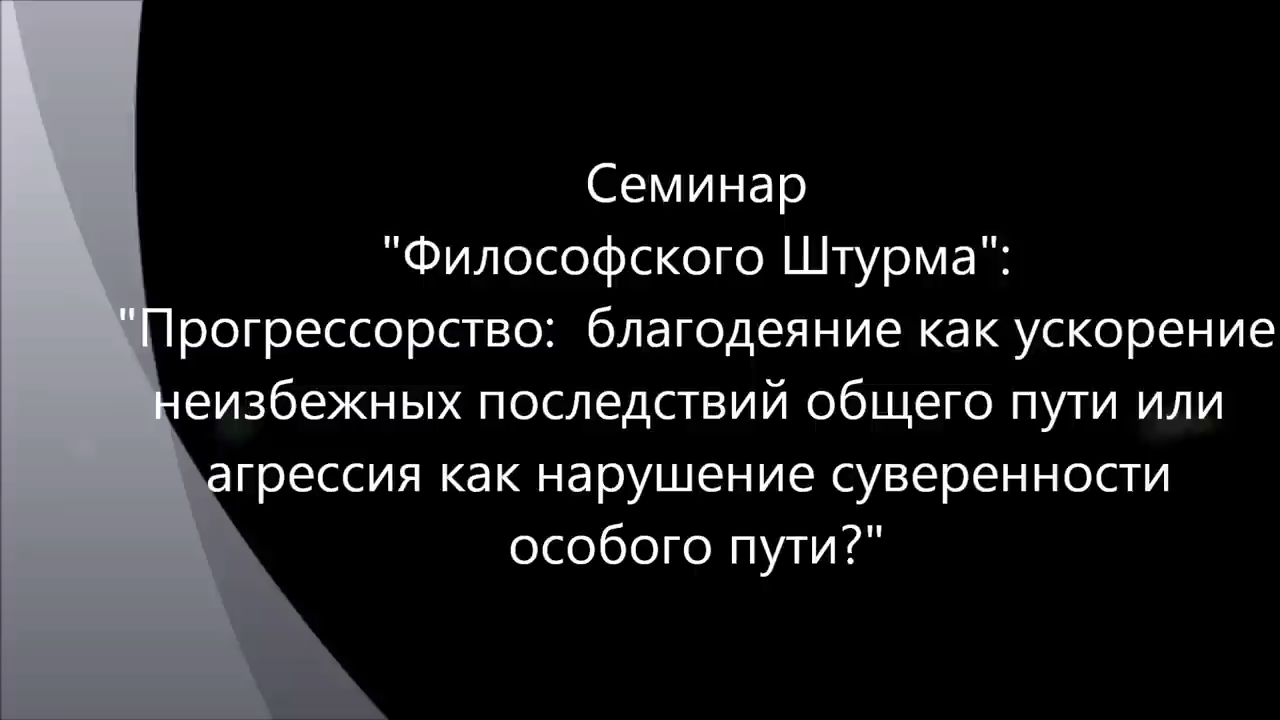 Семинар
"Философского Штурма":
"Прогрессорство: благодеяние как ускорение
неизбежных последствий общего пути или
агрессия как нарушение суверенности
особого пути?"